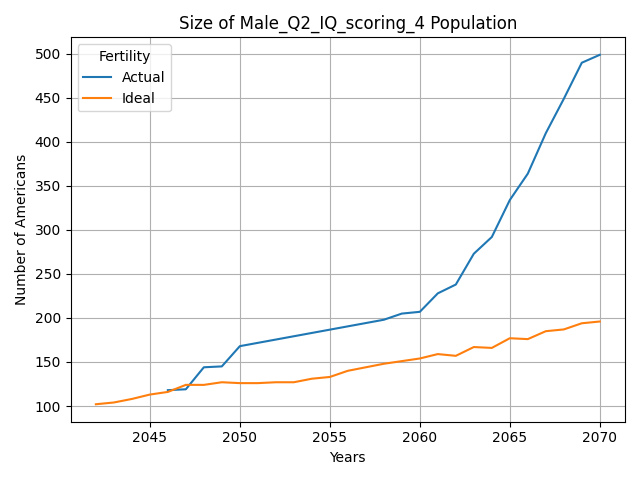 Size of Male_Q2_IQ_scoring_4 Population
Fertility
Actual
Ideal
Number of Americans
500
450
400
350
300
250
200
150
100
2045 2050 2055 2060 2065 2070
Years